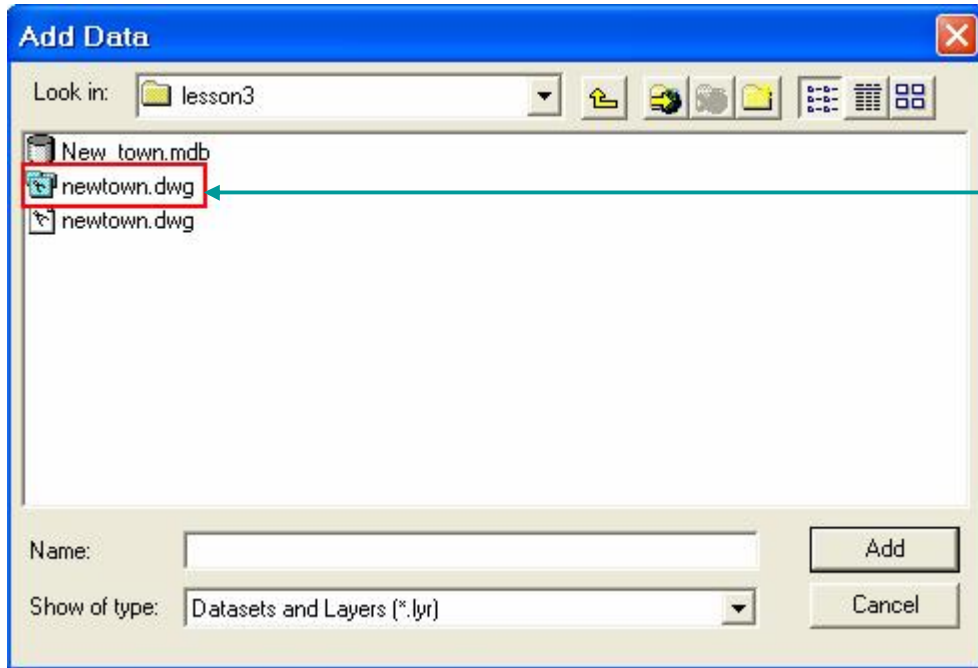 Add Data
Look in: lesson3
New_town.mdb
newtown.dwg
newtown.dwg
Name: Add
Show of type: Datasets and Layers (*.lyr) Cancel